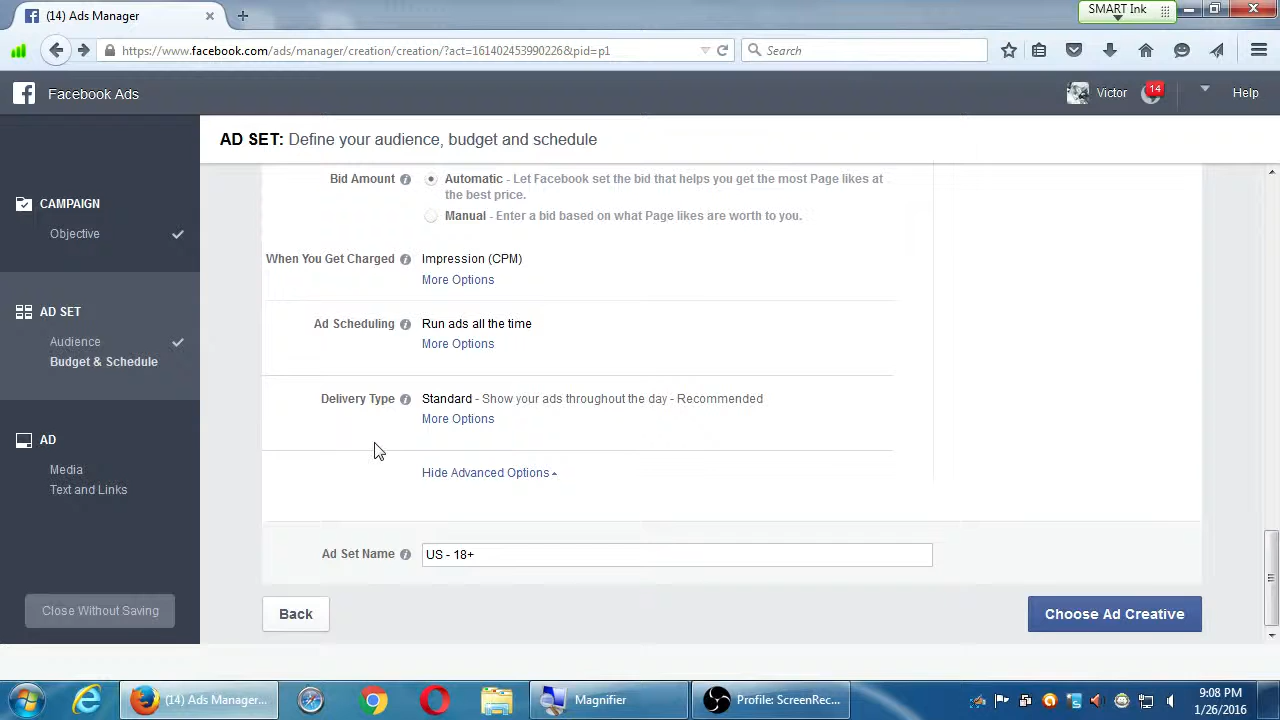 (14) Ads Manager
SMART Ink
https://www.facebook.com/ads/manager/creation/creation/?act=161402453990226&pid=p1
Search
Facebook Ads
Victor
14
Help
AD SET: Define your audience, budget and schedule
CAMPAIGN
Objective
AD SET
Audience
Budget & Schedule
AD
Media
Text and Links
Close Without Saving
Bid Amount
Automatic - Let Facebook set the bid that helps you get the most Page likes at
the best price.
Manual - Enter a bid based on what Page likes are worth to you.
When You Get Charged
Impression (CPM)
More Options
Ad Scheduling
Run ads all the time
More Options
Delivery Type
Standard - Show your ads throughout the day - Recommended
More Options
Hide Advanced Options
Ad Set Name
US - 18+
Back
Choose Ad Creative
(14) Ads Manager...
Magnifier
Profile: ScreenRec...
9:08 PM
1/26/2016